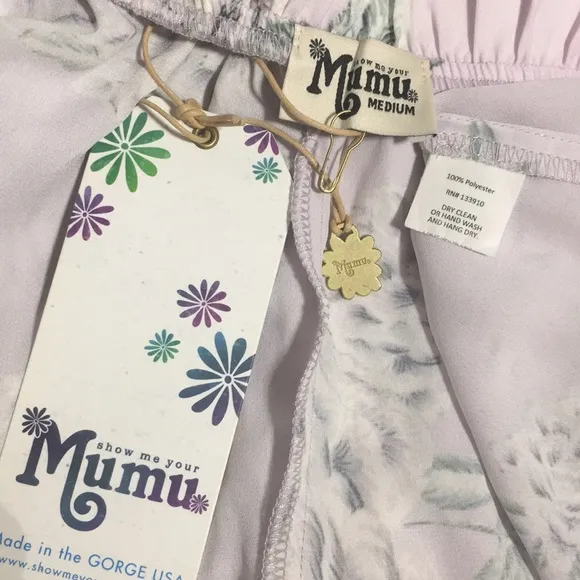 show me your
Mumu
MEDIUM
100% Polyester
RN# 133910
DRY CLEAN
OR HAND WASH
AND HANG DRY.
Mumu
show me your
Mumu
Made in the GORGE USA
www.showmeyo